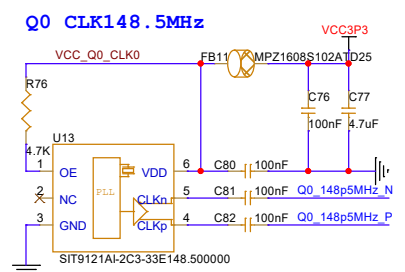 Q0 CLK148.5MHz
VCC3P3
VCC_Q0_CLK0
FB11
MPZ1608S102ATD25
R76
C76
C77
100nF
4.7uF
U13
4.7K
1
OE
VDD
6
C80
100nF
PLL
2
NC
CLKn
5
C81
100nF
Q0_148p5MHz_N
3
GND
CLKp
4
C82
100nF
Q0_148p5MHz_P
SIT9121AI-2C3-33E148.500000